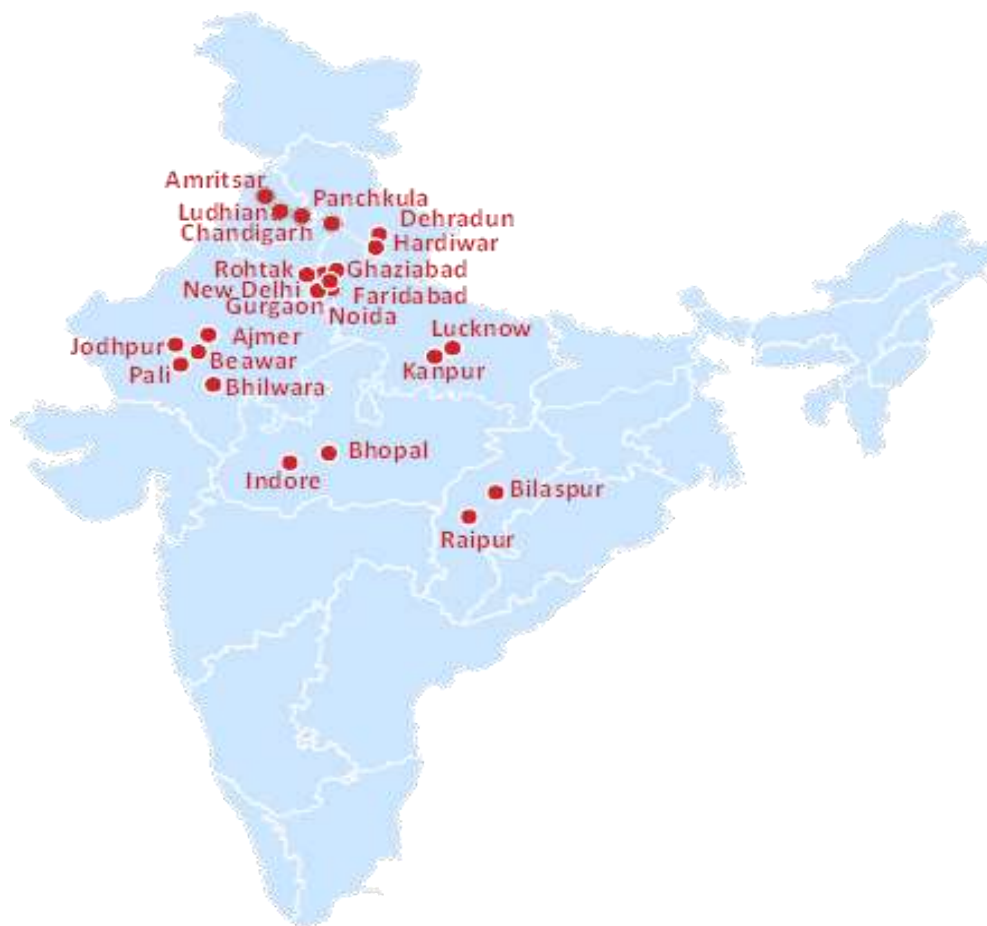 Amritsar
Panchkula
Ludhian
Chandigarh
Dehradun
Hardiwar
Rohtak
Ghaziabad
New Delhi
Faridabad
Gurgaon
Noida
Lucknow
Ajmer
Jodhpur
Beawar
Kanpur
Pali
Bhilwara
Bhopal
Indore
Bilaspur
Raipur